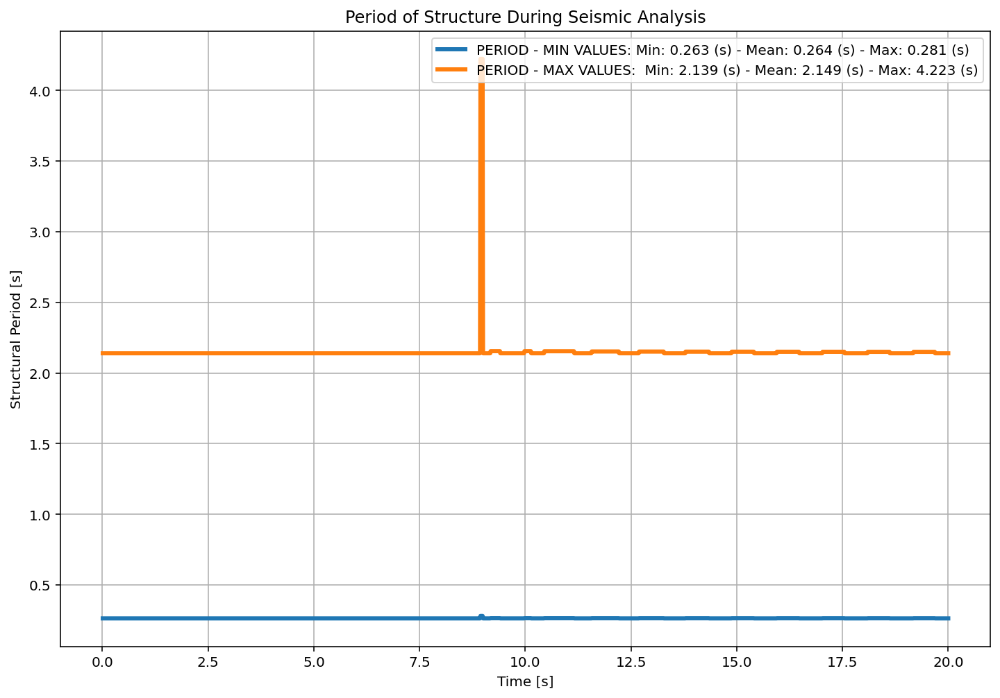 Period of Structure During Seismic Analysis
PERIOD - MIN VALUES: Min: 0.263 (s) - Mean: 0.264 (s) - Max: 0.281 (s)
PERIOD - MAX VALUES:  Min: 2.139 (s) - Mean: 2.149 (s) - Max: 4.223 (s)
Structural Period [s]
4.0
3.5
3.0
2.5
2.0
1.5
1.0
0.5
0.0 2.5 5.0 7.5 10.0 12.5 15.0 17.5 20.0
Time [s]